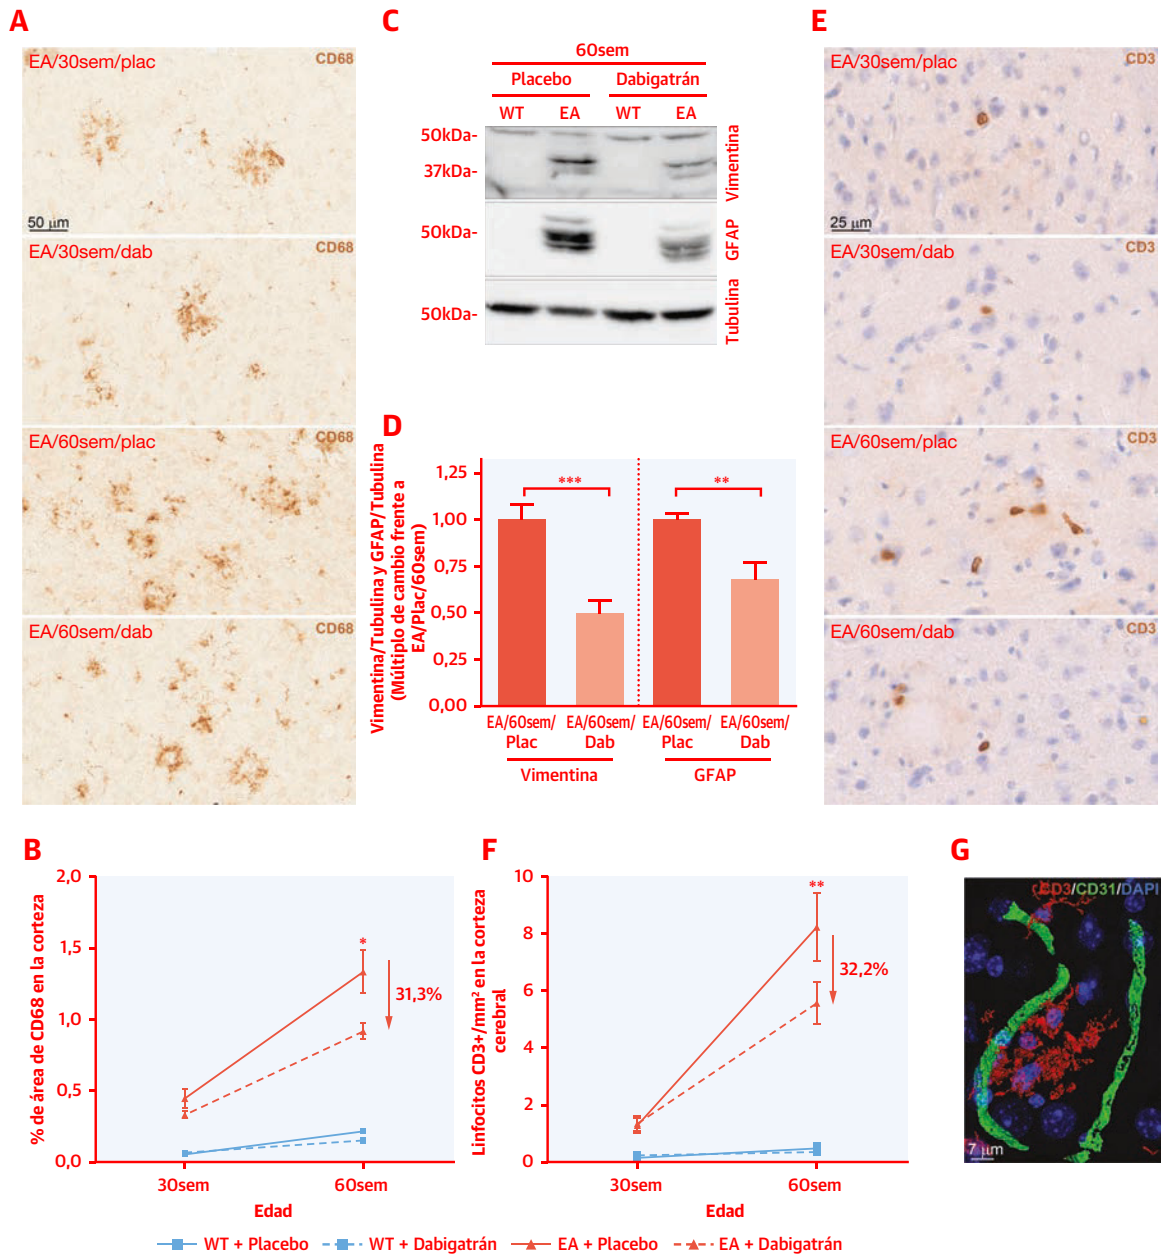 A
EA/30sem/plac
CD68
50 µm
EA/30sem/dab
CD68
EA/60sem/plac
CD68
EA/60sem/dab
CD68
C
60sem
Placebo
Dabigatrán
WT
EA
WT
EA
50kDa-
37kDa-
Vimentina
50kDa-
GFAP
50kDa-
Tubulina
D
Vimentina/Tubulina y GFAP/Tubulina
(Múltiplo de cambio frente a
EA/Plac/60sem)
1,25
1,00
0,75
0,50
0,25
0,00
***
**
EA/60sem/
Plac
EA/60sem/
Dab
EA/60sem/
Plac
EA/60sem/
Dab
Vimentina
GFAP
E
EA/30sem/plac
CD3
25 µm
EA/30sem/dab
CD3
EA/60sem/plac
CD3
EA/60sem/dab
CD3
B
% de área de CD68 en la corteza
2,0
1,5
1,0
0,5
0,0
*
31,3%
30sem
60sem
Edad
F
Linfocitos CD3+/mm² en la corteza
cerebral
10
8
6
4
2
0
**
32,2%
30sem
60sem
Edad
G
CD3/CD31/DAPI
7 µm
WT + Placebo
WT + Dabigatrán
EA + Placebo
EA + Dabigatrán